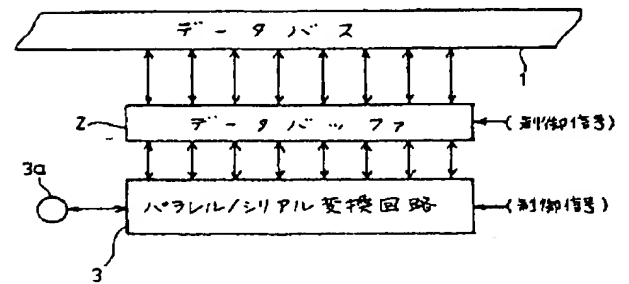 データバス
1
2
データバッファ
(制御信号)
3a
パラレル/シリアル変換回路
(制御信号)
3